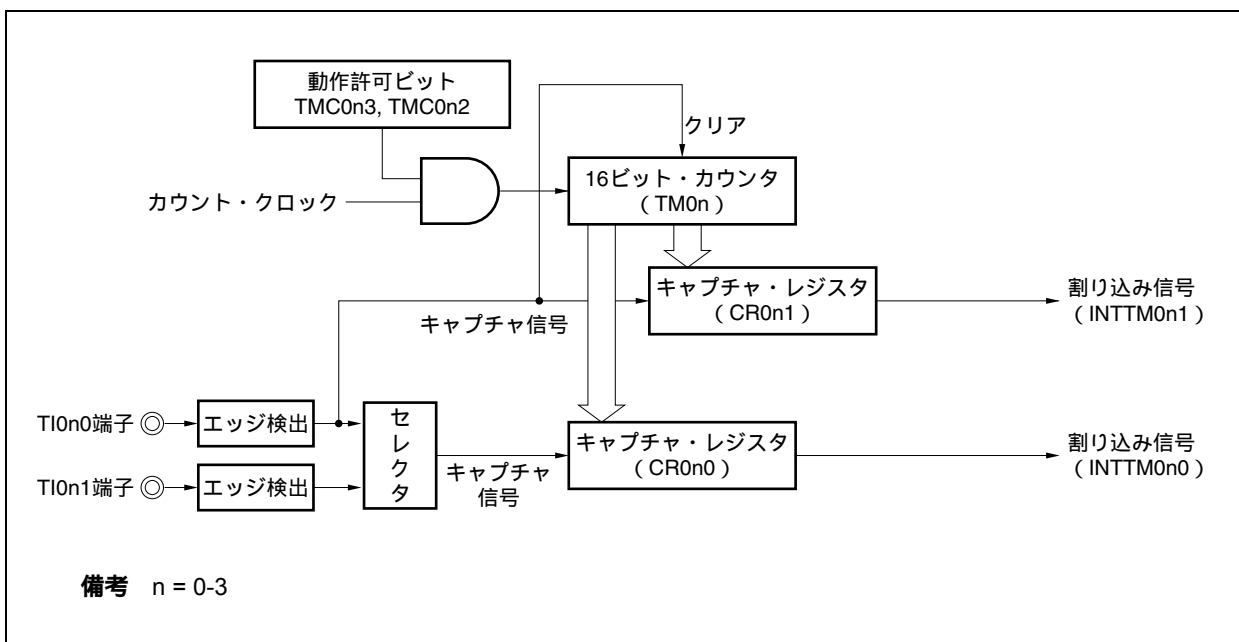 動作許可ビット
TMC0n3, TMC0n2
クリア
カウント・クロック
16ビット・カウンタ
( TM0n )
キャプチャ・レジスタ
( CR0n1 )
割り込み信号
( INTTM0n1 )
キャプチャ信号
TI0n0端子
エッジ検出
セレクタ
キャプチャ・レジスタ
( CR0n0 )
割り込み信号
( INTTM0n0 )
キャプチャ
信号
TI0n1端子
エッジ検出
備考 n = 0-3